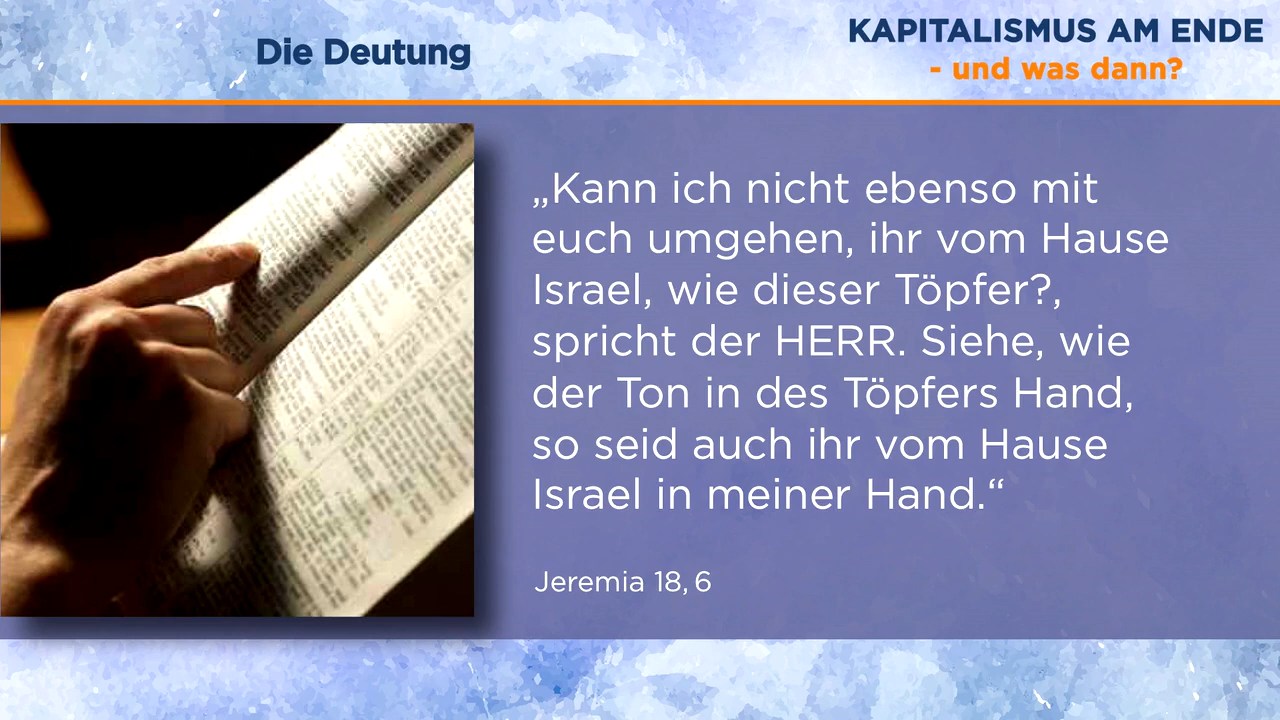 Die Deutung
KAPITALISMUS AM ENDE
- und was dann?
„Kann ich nicht ebenso mit
euch umgehen, ihr vom Hause
Israel, wie dieser Töpfer?,
spricht der HERR. Siehe, wie
der Ton in des Töpfers Hand,
so seid auch ihr vom Hause
Israel in meiner Hand.“
Jeremia 18, 6